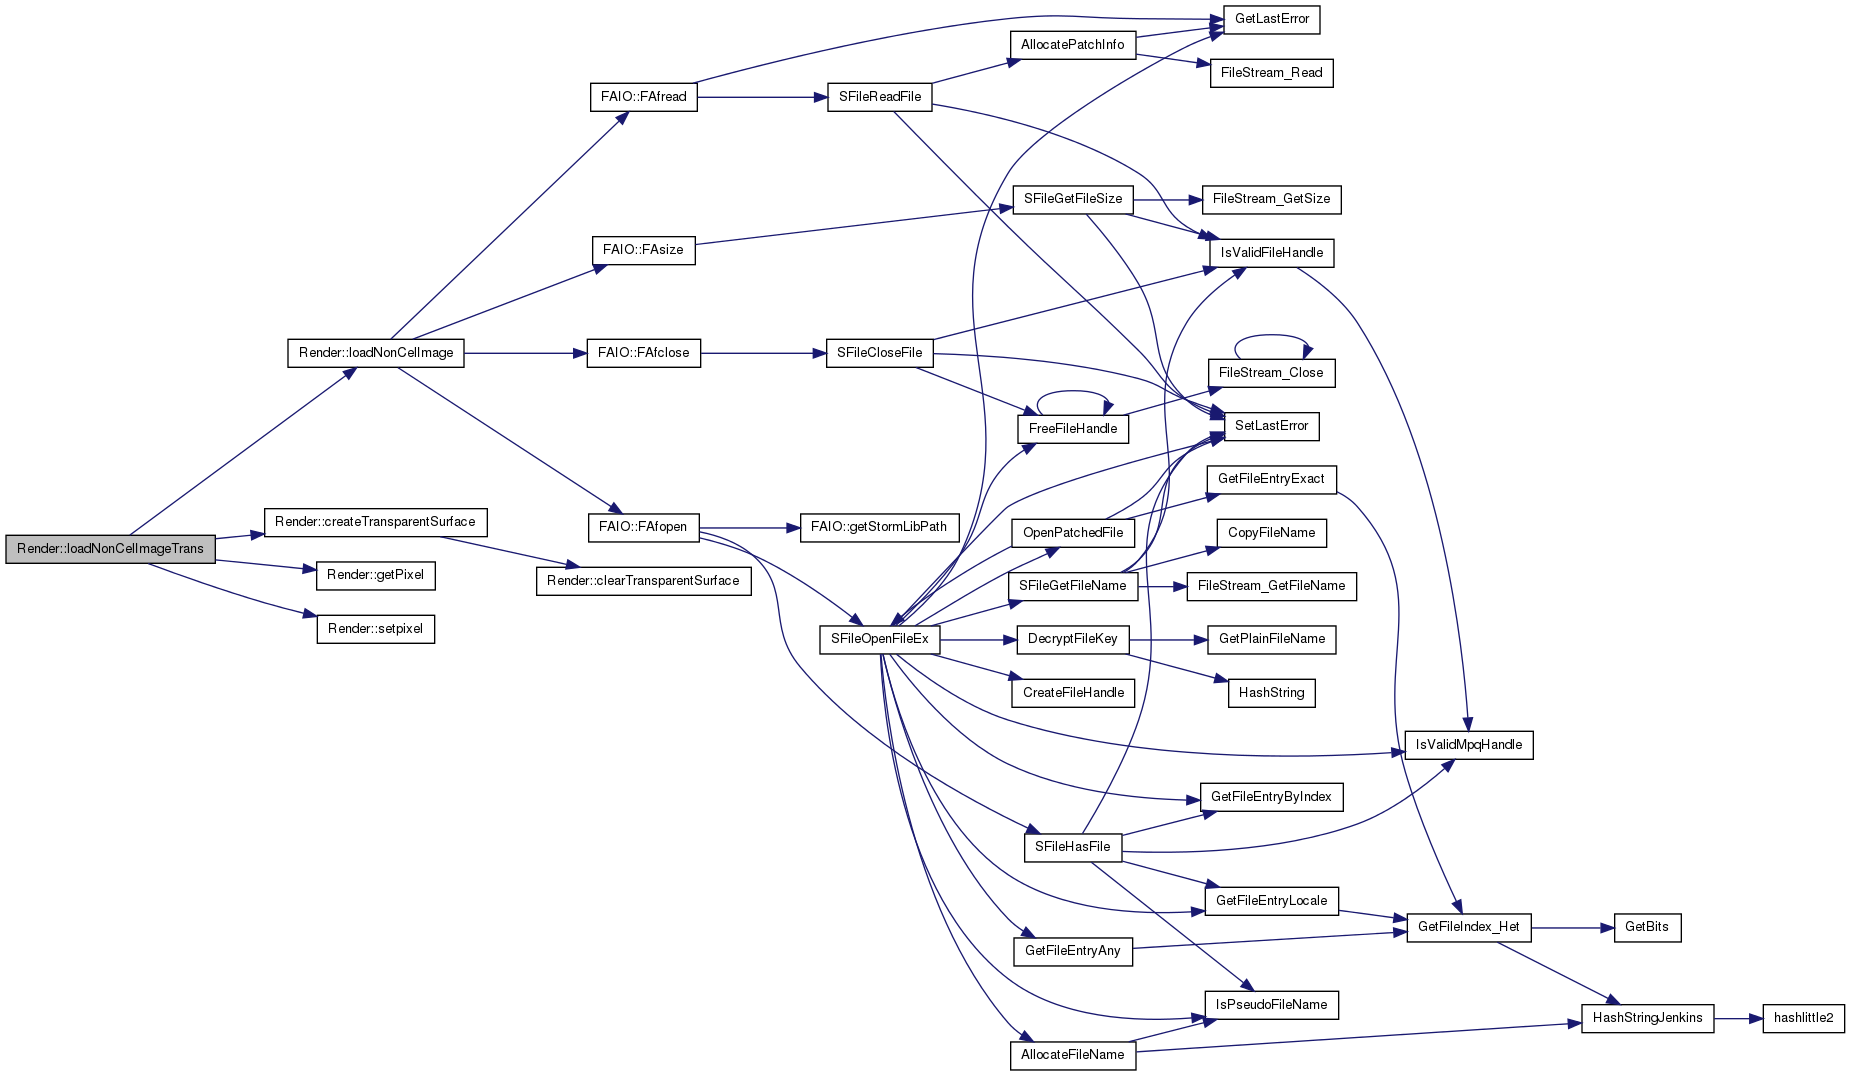 GetLastError
AllocatePatchInfo
FileStream_Read
FAIO::FAfread
SFileReadFile
SFileGetFileSize
FileStream_GetSize
FAIO::FAsize
IsValidFileHandle
Render::loadNonCelImage
FAIO::FAfclose
SFileCloseFile
FileStream_Close
FreeFileHandle
SetLastError
GetFileEntryExact
Render::createTransparentSurface
FAIO::FAfopen
FAIO::getStormLibPath
OpenPatchedFile
CopyFileName
Render::loadNonCelImageTrans
Render::getPixel
Render::clearTransparentSurface
SFileGetFileName
FileStream_GetFileName
Render::setpixel
SFileOpenFileEx
DecryptFileKey
GetPlainFileName
CreateFileHandle
HashString
IsValidMpqHandle
GetFileEntryByIndex
SFileHasFile
GetFileEntryLocale
GetFileIndex_Het
GetBits
GetFileEntryAny
IsPseudoFileName
HashStringJenkins
hashlittle2
AllocateFileName